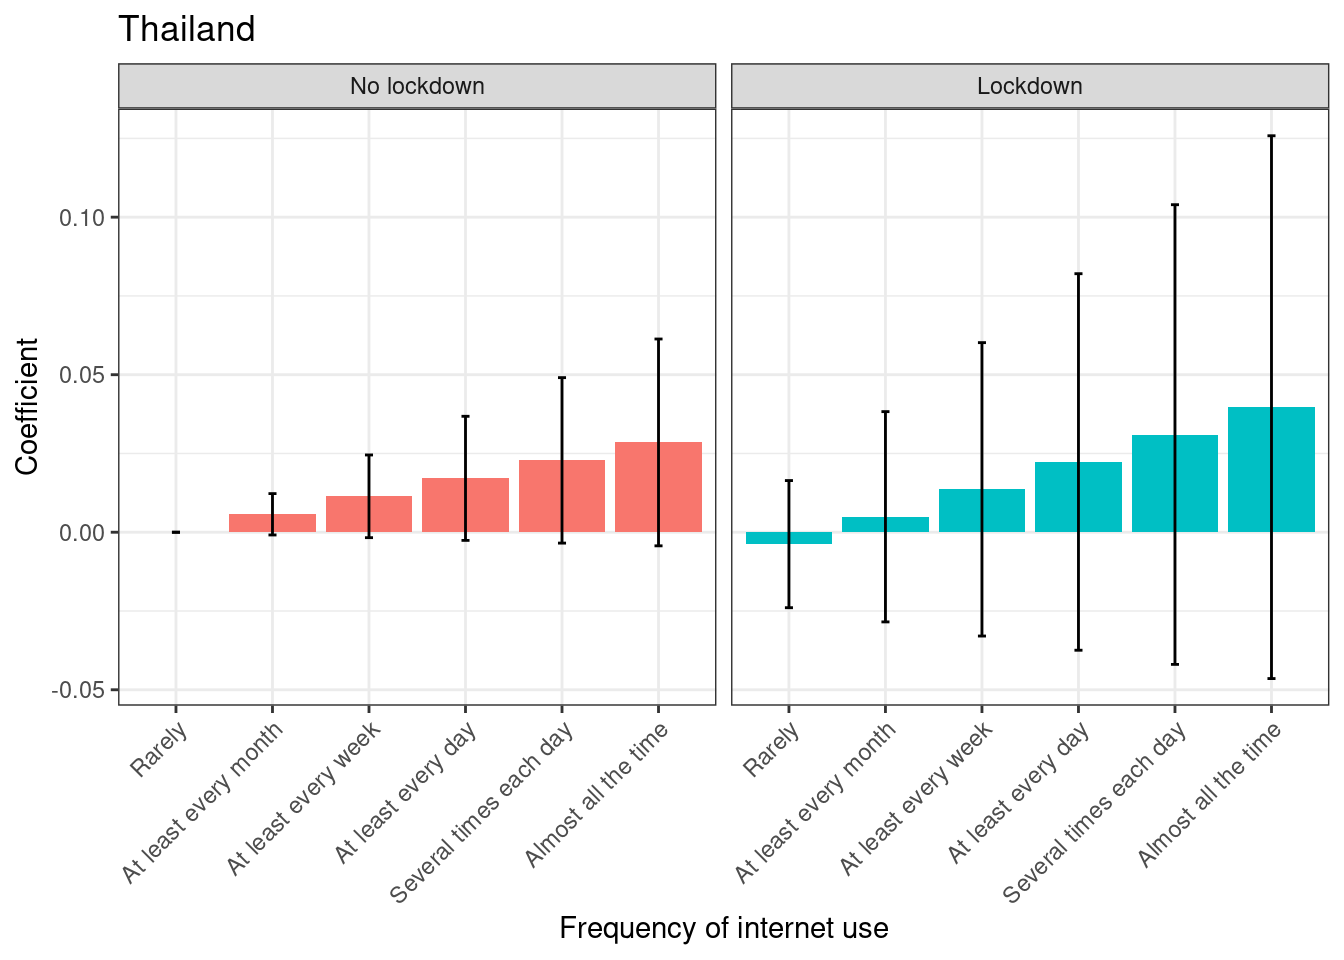 Thailand
No lockdown
Lockdown
Coefficient
0.10
0.05
0.00
-0.05
Rarely
At least every month
At least every week
At least every day
Several times each day
Almost all the time
Rarely
At least every month
At least every week
At least every day
Several times each day
Almost all the time
Frequency of internet use